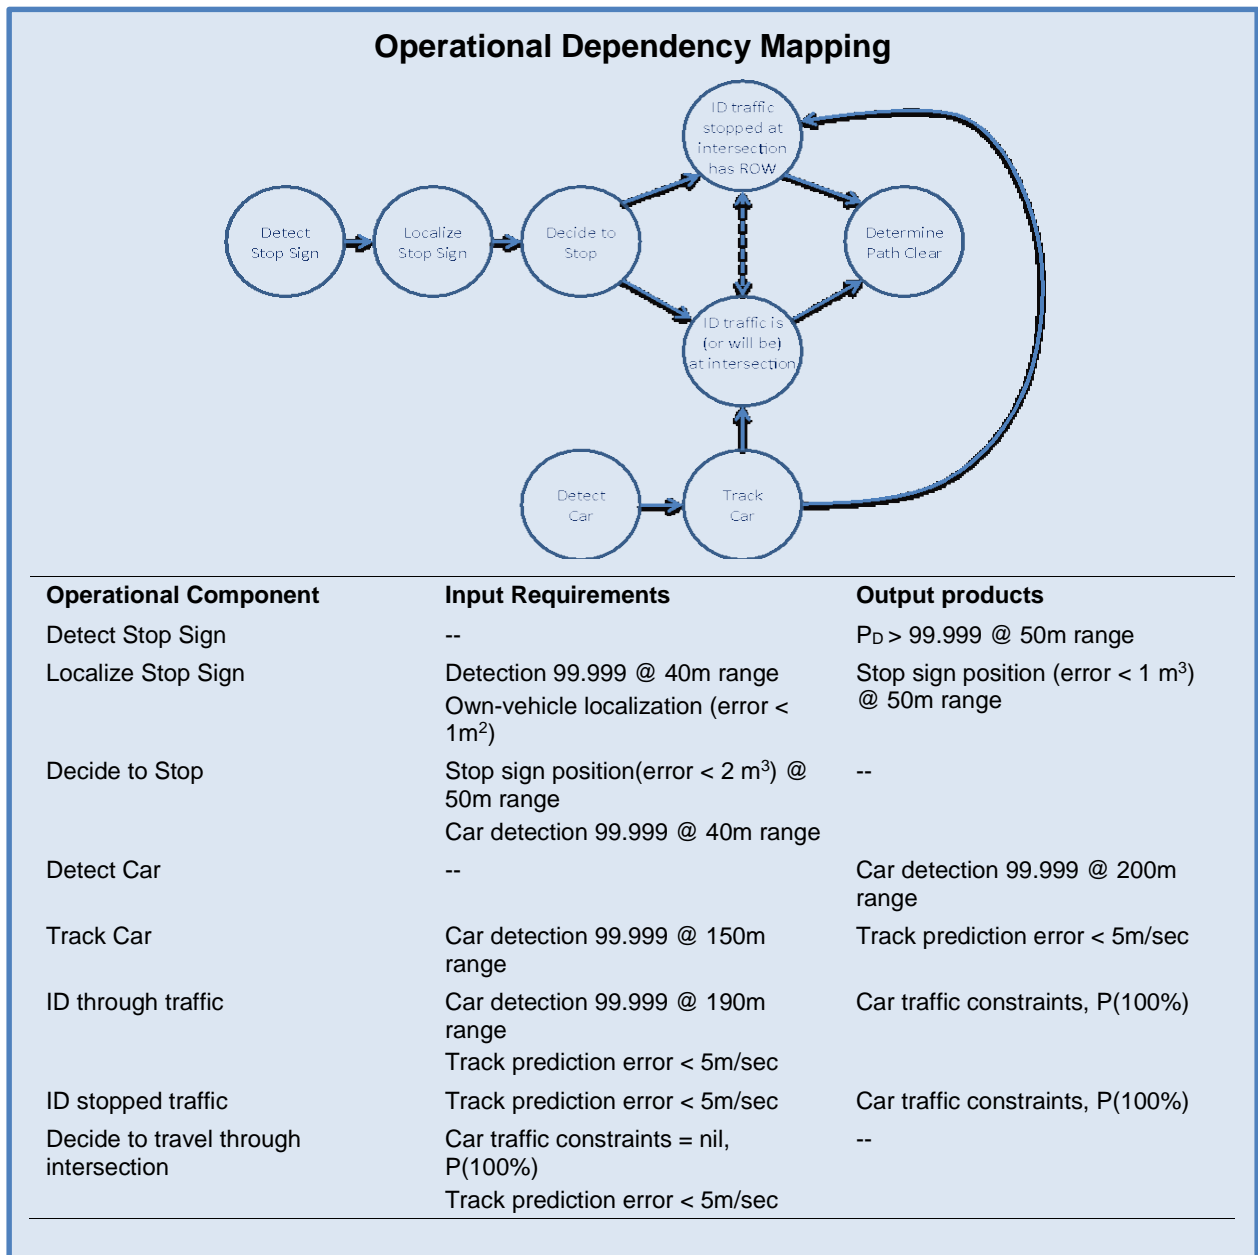 Operational Dependency Mapping
ID traffic
stopped at
intersection
has ROW
Detect
Stop Sign
Localize
Stop Sign
Decide to
Stop
Determine
Path Clear
ID traffic is
(or will be)
at intersection
Detect
Car
Track
Car
Operational Component Input Requirements Output products
Detect Stop Sign -- PD > 99.999 @ 50m range
Localize Stop Sign Detection 99.999 @ 40m range Stop sign position (error < 1 m³)
Own-vehicle localization (error < @ 50m range
1m²)
Decide to Stop Stop sign position(error < 2 m³) @ --
50m range
Car detection 99.999 @ 40m range
Detect Car -- Car detection 99.999 @ 200m
range
Track Car Car detection 99.999 @ 150m Track prediction error < 5m/sec
range
ID through traffic Car detection 99.999 @ 190m Car traffic constraints, P(100%)
range
Track prediction error < 5m/sec
ID stopped traffic Track prediction error < 5m/sec Car traffic constraints, P(100%)
Decide to travel through Car traffic constraints = nil, --
intersection P(100%)
Track prediction error < 5m/sec